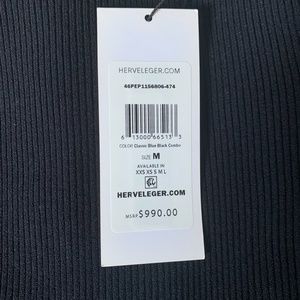 HERVELEGER.COM
46PEP1156806-474
6 13000 66513 3
COLOR Classic Blue Black Combo
SIZE M
AVAILABLE IN
XXS XS S M L
HERVELEGER.COM
MSRP $990.00